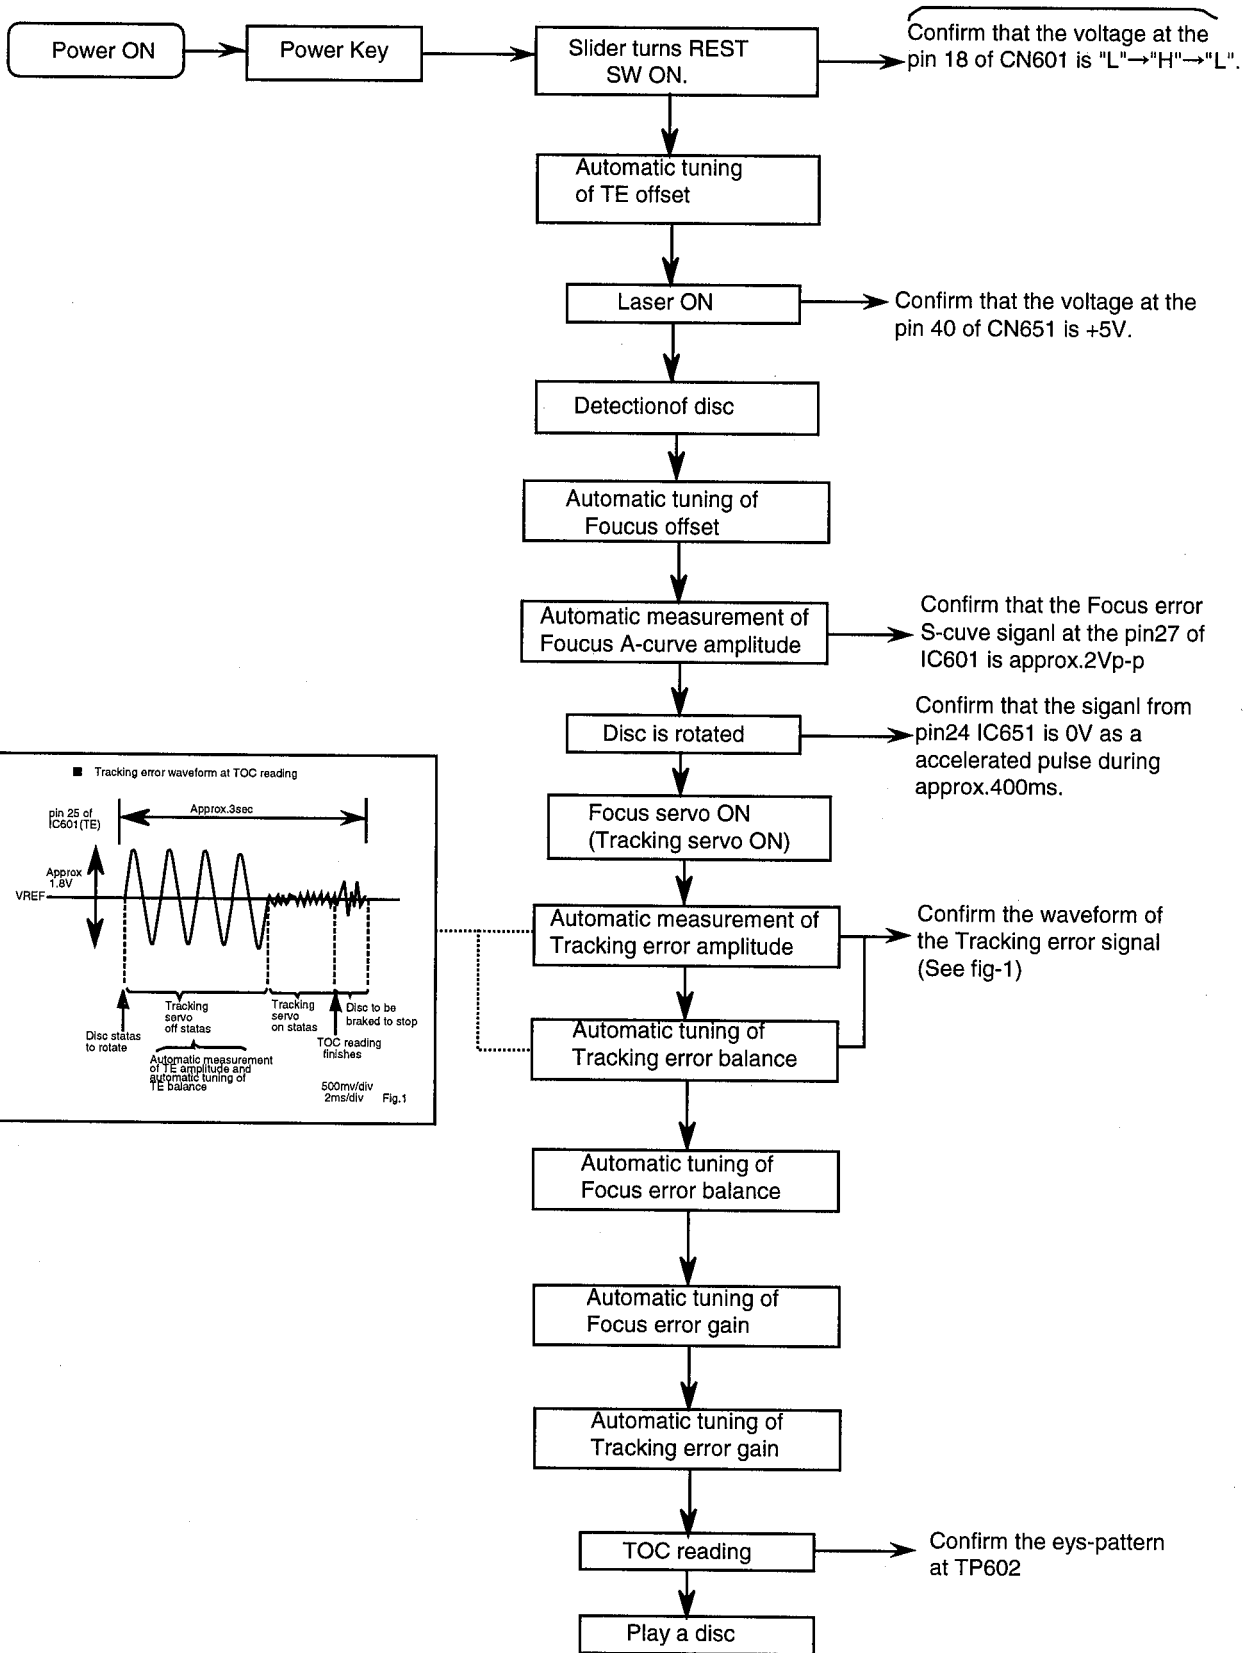 Power ON
Power Key
Slider turns REST
SW ON.
Confirm that the voltage at the
pin 18 of CN601 is "L"→"H"→"L".
Automatic tuning
of TE offset
Laser ON
Confirm that the voltage at the
pin 40 of CN651 is +5V.
Detectionof disc
Automatic tuning of
Foucus offset
Automatic measurement of
Foucus A-curve amplitude
Confirm that the Focus error
S-cuve siganl at the pin27 of
IC601 is approx.2Vp-p
Disc is rotated
Confirm that the siganl from
pin24 IC651 is 0V as a
accelerated pulse during
approx.400ms.
Focus servo ON
(Tracking servo ON)
■ Tracking error waveform at TOC reading
pin 25 of
IC601(TE)
Approx.3sec
Approx
1.8V
VREF
Disc statas
to rotate
Tracking
servo
off statas
Tracking
servo
on statas
Disc to be
braked to stop
TOC reading
finishes
Automatic measurement
of TE amplitude and
automatic tuning of
TE balance
500mv/div
2ms/div
Fig.1
Automatic measurement of
Tracking error amplitude
Confirm the waveform of
the Tracking error signal
(See fig-1)
Automatic tuning of
Tracking error balance
Automatic tuning of
Focus error balance
Automatic tuning of
Focus error gain
Automatic tuning of
Tracking error gain
TOC reading
Confirm the eys-pattern
at TP602
Play a disc